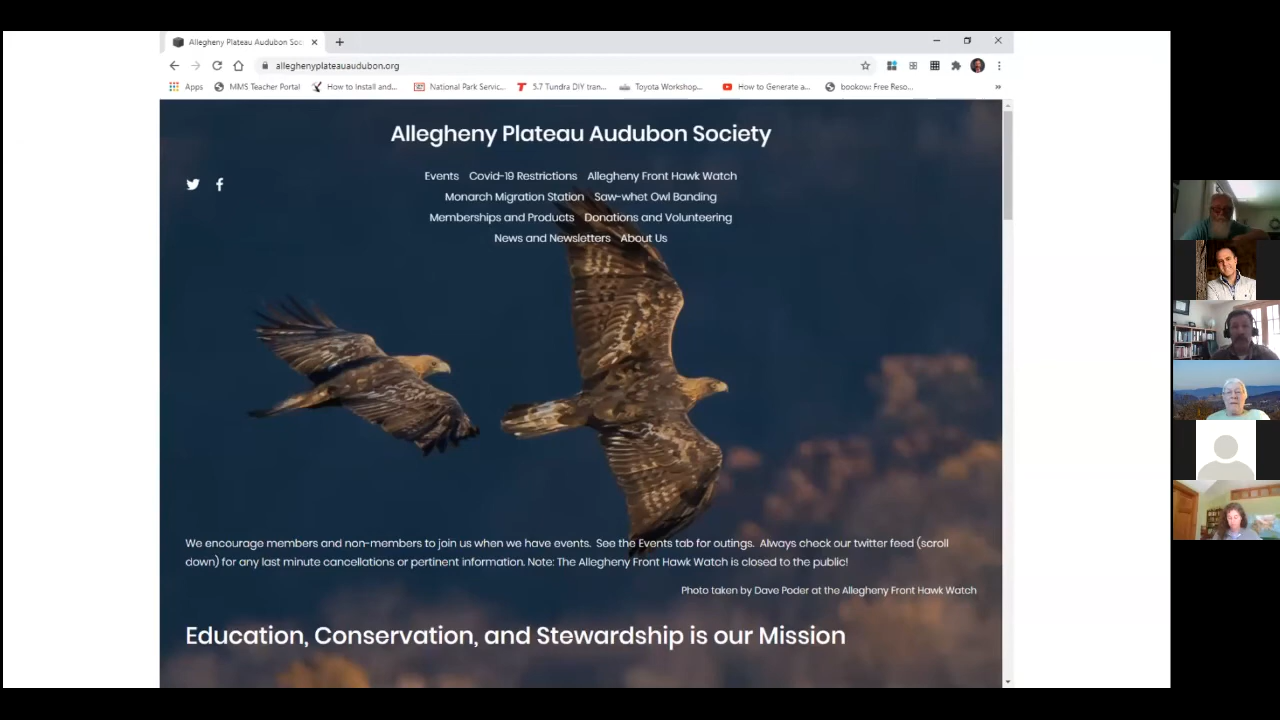 Allegheny Plateau Audubon Soc
alleghenyplateauaudubon.org
Apps MiMS Teacher Portal How to Install and... National Park Servic... 5.7 Tundra DIY tran... Toyota Workshop... How to Generate a... bookow: Free Reso...
Allegheny Plateau Audubon Society
Events Covid-19 Restrictions Allegheny Front Hawk Watch
Monarch Migration Station Saw-whet Owl Banding
Memberships and Products Donations and Volunteering
News and Newsletters About Us
We encourage members and non-members to join us when we have events. See the Events tab for outings. Always check our twitter feed (scroll
down) for any last minute cancellations or pertinent information. Note: The Allegheny Front Hawk Watch is closed to the public!
Photo taken by Dave Poder at the Allegheny Front Hawk Watch
Education, Conservation, and Stewardship is our Mission